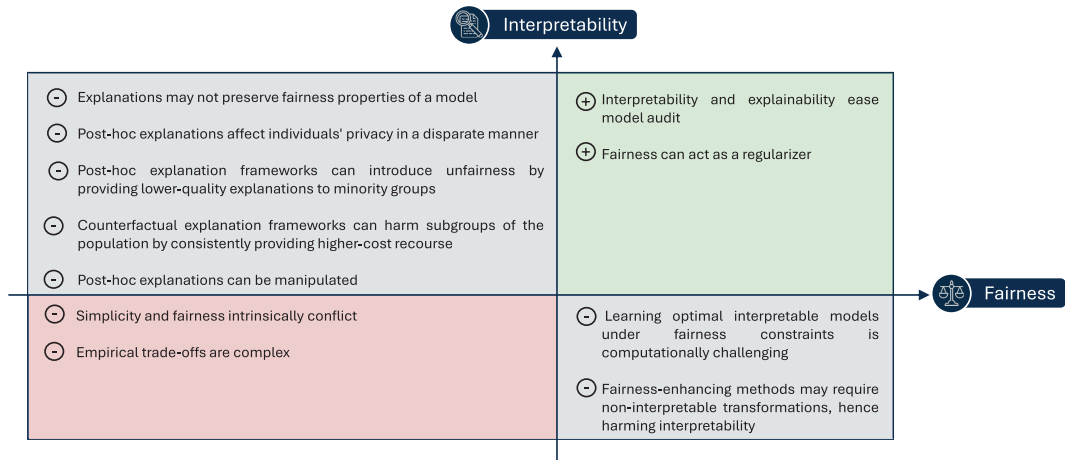 Interpretability
- Explanations may not preserve fairness properties of a model
- Post-hoc explanations affect individuals' privacy in a disparate manner
- Post-hoc explanation frameworks can introduce unfairness by
providing lower-quality explanations to minority groups
- Counterfactual explanation frameworks can harm subgroups of the
population by consistently providing higher-cost recourse
- Post-hoc explanations can be manipulated
+ Interpretability and explainability ease
model audit
+ Fairness can act as a regularizer
Fairness
- Simplicity and fairness intrinsically conflict
- Empirical trade-offs are complex
- Learning optimal interpretable models
under fairness constraints is
computationally challenging
- Fairness-enhancing methods may require
non-interpretable transformations, hence
harming interpretability